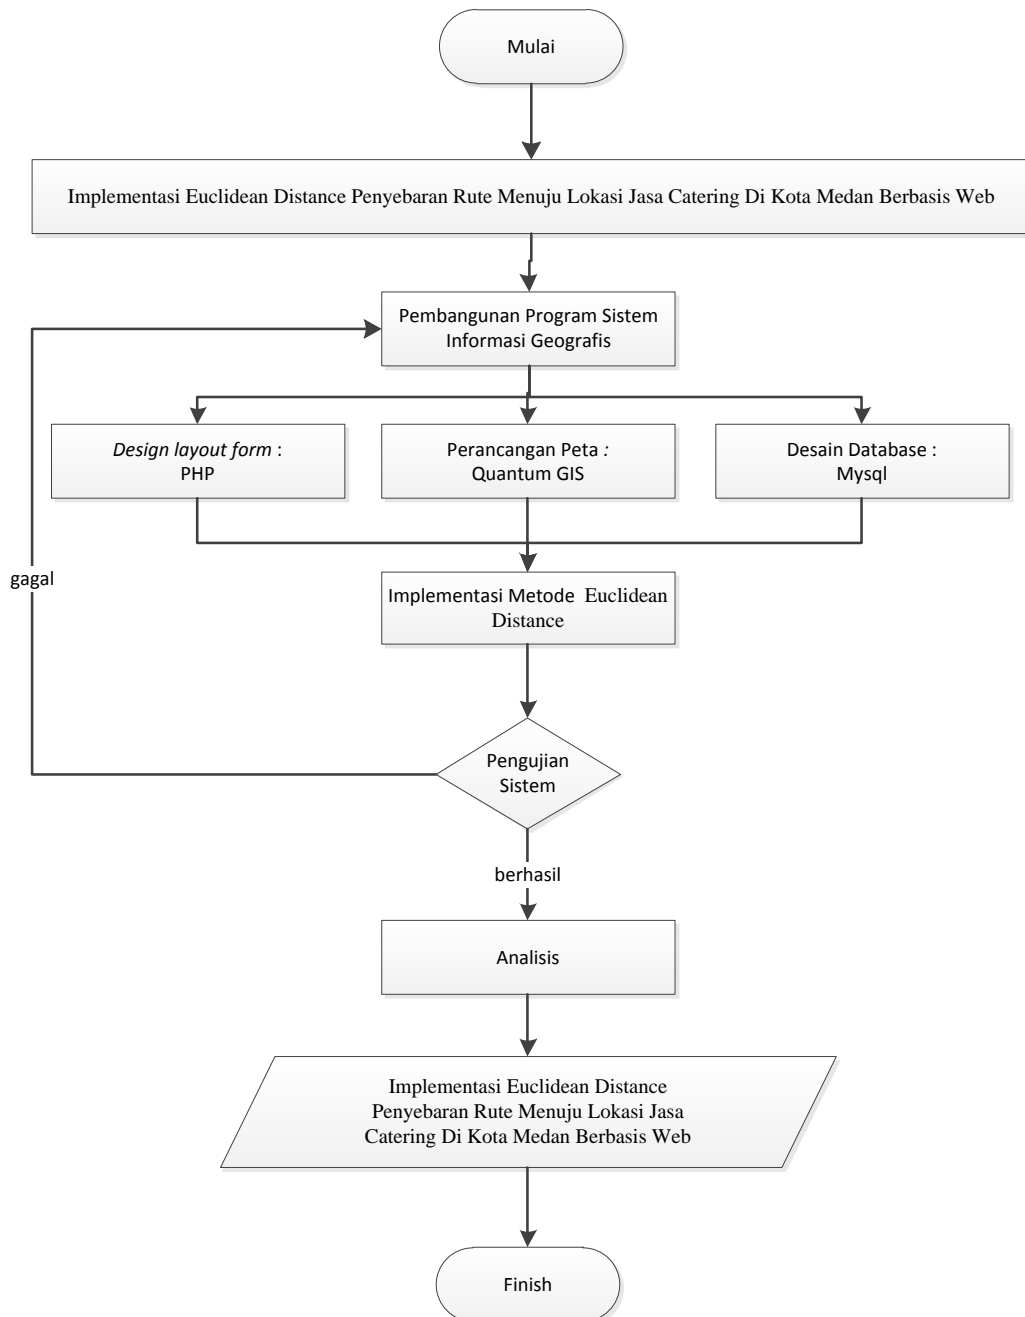 Mulai
Implementasi Euclidean Distance Penyebaran Rute Menuju Lokasi Jasa Catering Di Kota Medan Berbasis Web
Pembangunan Program Sistem
Informasi Geografis
Design layout form :
PHP
Perancangan Peta :
Quantum GIS
Desain Database :
Mysql
gagal
Implementasi Metode Euclidean
Distance
Pengujian
Sistem
berhasil
Analisis
Implementasi Euclidean Distance
Penyebaran Rute Menuju Lokasi Jasa
Catering Di Kota Medan Berbasis Web
Finish